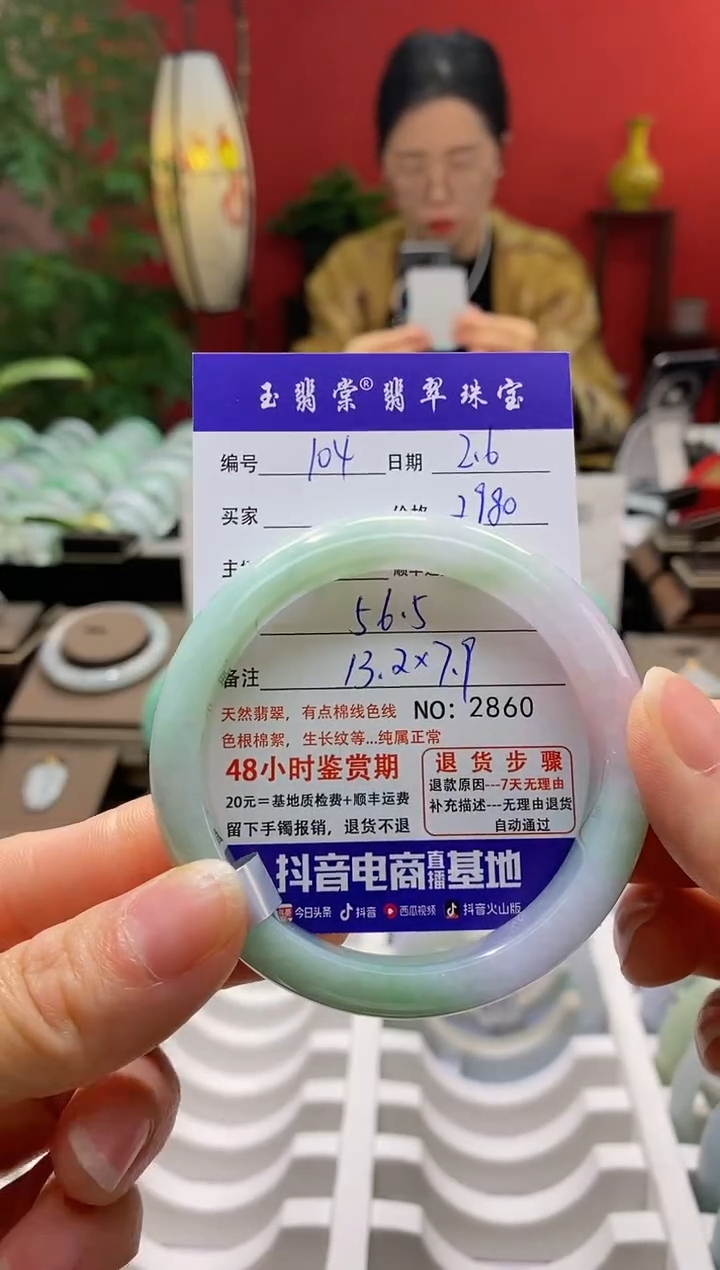 玉翡棠®翡翠珠宝
编号 104 日期 2.6
买家 价格 2980
56.5
备注 13.2×7.9
天然翡翠，有点棉线色线 NO: 2860
色根棉絮，生长纹等...纯属正常
48小时鉴赏期
20元=基地质检费+顺丰运费
留下手镯报销，退货不退
退货步骤
退款原因---7天无理由
补充描述---无理由退货
自动通过
抖音电商直播基地
今日头条 抖音 西瓜视频 抖音火山版